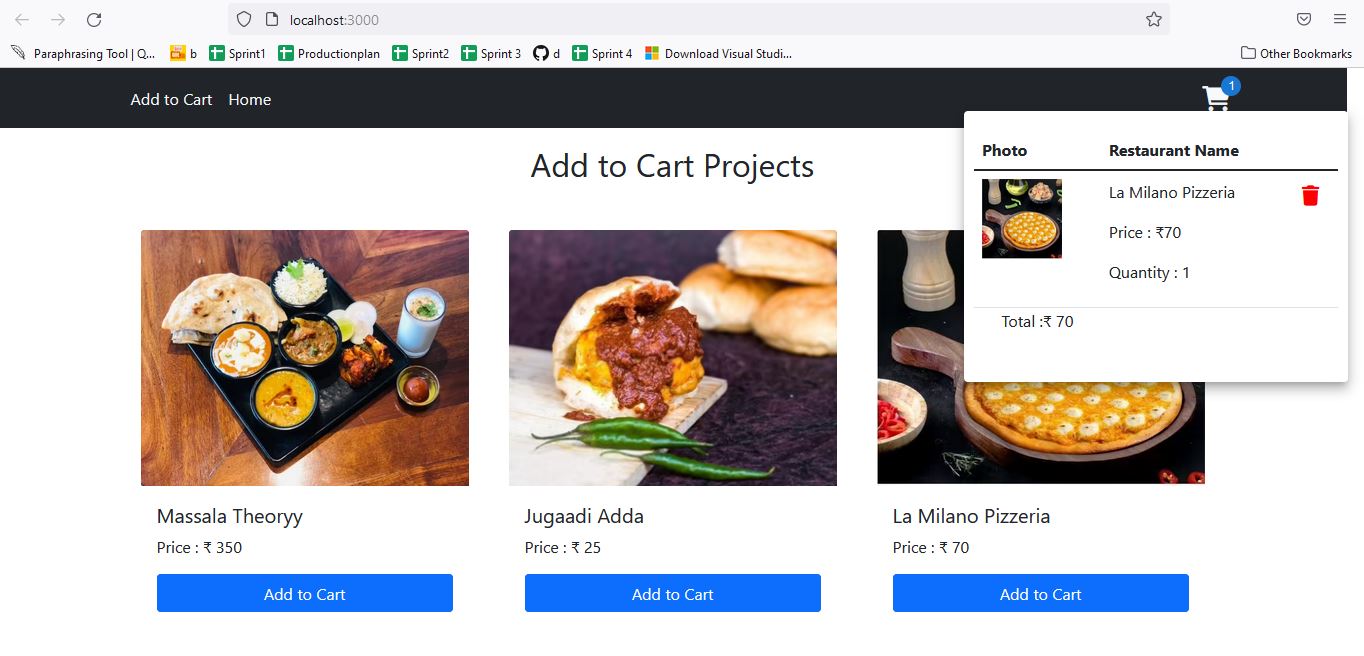 localhost:3000
Paraphrasing Tool | Q... b Sprint1 Productionplan Sprint2 Sprint 3 d Sprint 4 Download Visual Studi... Other Bookmarks
Add to Cart Home 1
Add to Cart Projects
Photo Restaurant Name
La Milano Pizzeria
Price : ₹70
Quantity : 1
Total :₹ 70
Massala Theoryy
Price : ₹ 350
Add to Cart
Jugaadi Adda
Price : ₹ 25
Add to Cart
La Milano Pizzeria
Price : ₹ 70
Add to Cart